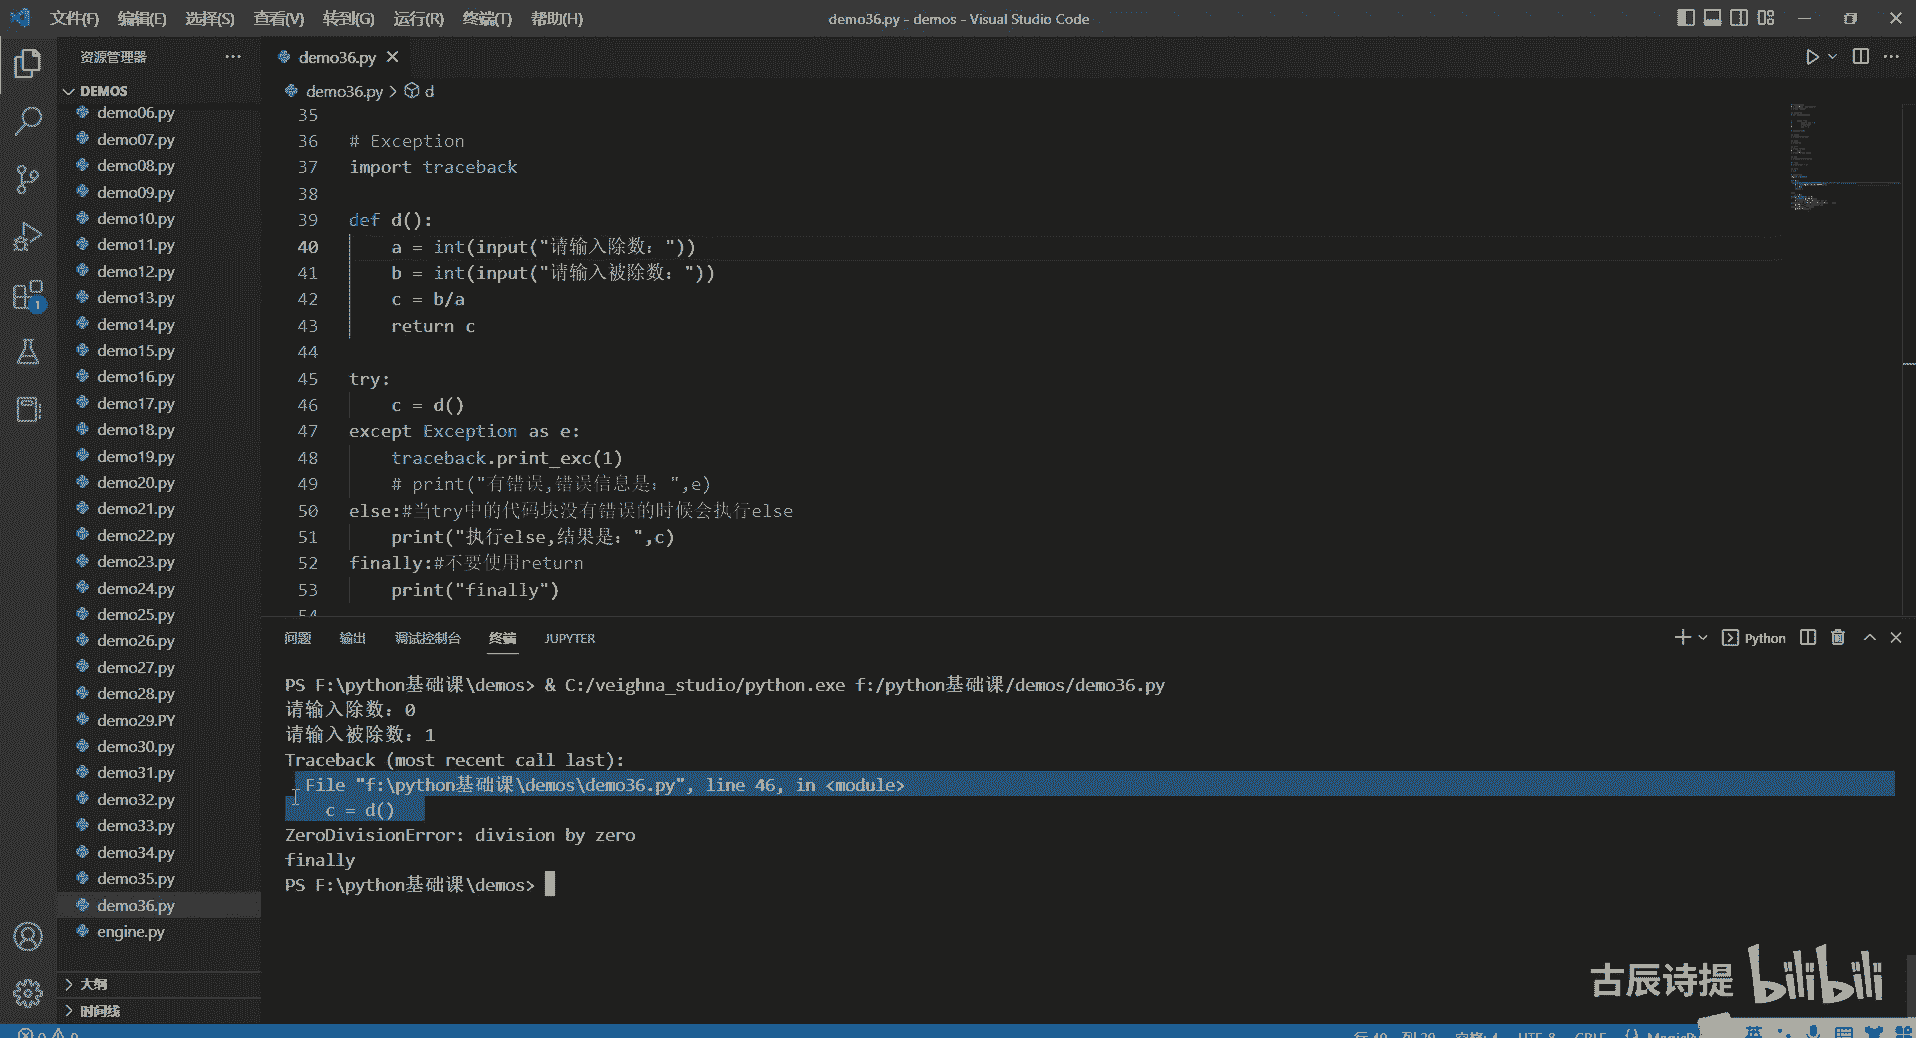 文件(F) 编辑(E) 选择(S) 查看(V) 转到(G) 运行(R) 终端(T) 帮助(H)
demo36.py - demos - Visual Studio Code
资源管理器
DEMOS
demo06.py
demo07.py
demo08.py
demo09.py
demo10.py
demo11.py
demo12.py
demo13.py
demo14.py
demo15.py
demo16.py
demo17.py
demo18.py
demo19.py
demo20.py
demo21.py
demo22.py
demo23.py
demo24.py
demo25.py
demo26.py
demo27.py
demo28.py
demo29.PY
demo30.py
demo31.py
demo32.py
demo33.py
demo34.py
demo35.py
demo36.py
engine.py
大纲
时间线
1
demo36.py
demo36.py > d
35
36 # Exception
37 import traceback
38
39 def d():
40 a = int(input("请输入除数："))
41 b = int(input("请输入被除数："))
42 c = b/a
43 return c
44
45 try:
46 c = d()
47 except Exception as e:
48 traceback.print_exc(1)
49 # print("有错误,错误信息是：",e)
50 else:#当try中的代码块没有错误的时候会执行else
51 print("执行else,结果是：",c)
52 finally:#不要使用return
53 print("finally")
54
问题 输出 调试控制台 终端 JUPYTER
Python
PS F:\python基础课\demos> & C:/veighna_studio/python.exe f:/python基础课/demos/demo36.py
请输入除数：0
请输入被除数：1
Traceback (most recent call last):
File "f:\python基础课\demos\demo36.py", line 46, in <module>
c = d()
ZeroDivisionError: division by zero
finally
PS F:\python基础课\demos>
古辰诗提 bilibili
英